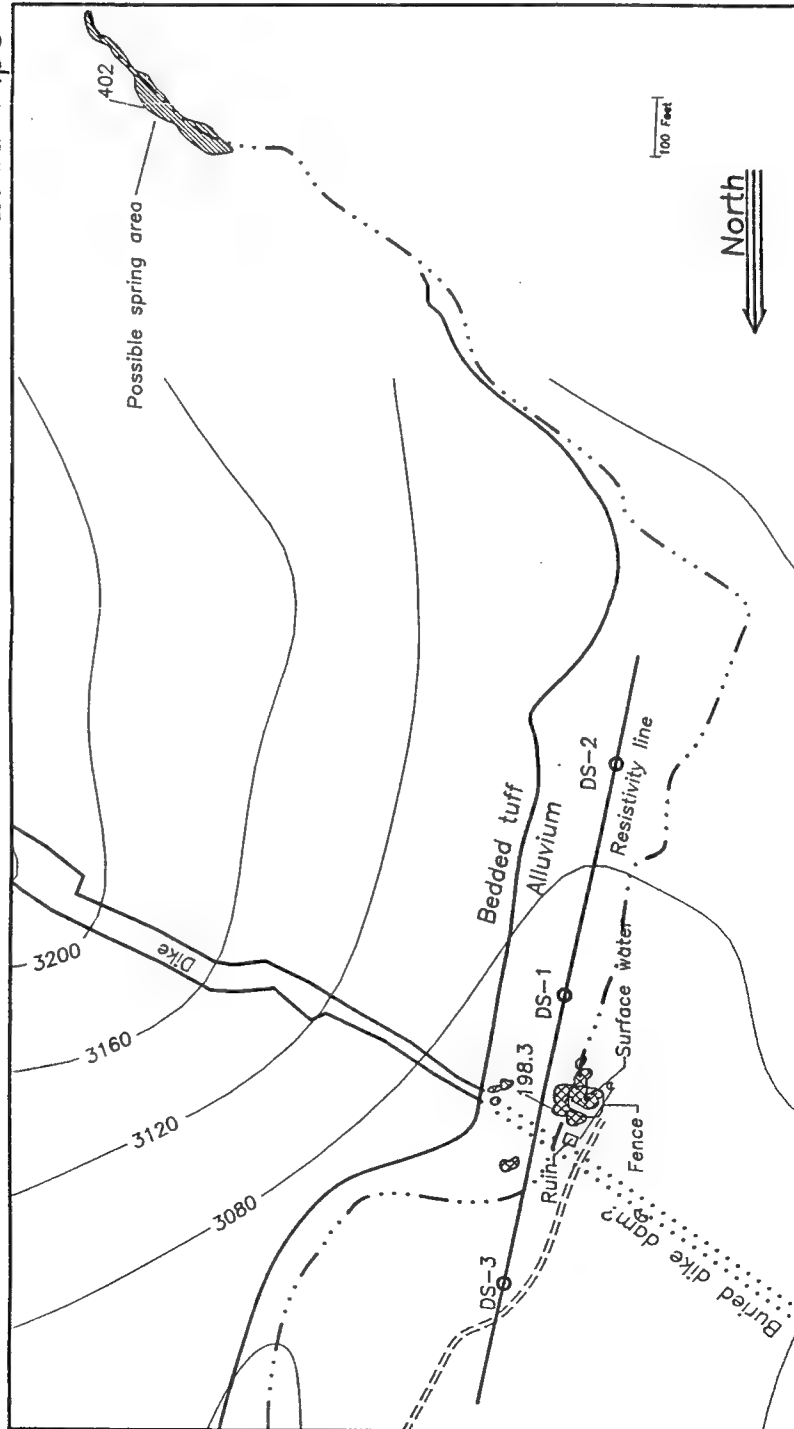 402
Possible spring area
100 Feet
North
3200
Dike
3160
3120
3080
Bedded tuff
Alluvium
DS-2
Resistivity line
DS-1
198.3
Surface water
Ruin
Fence
DS-3
Buried dike dam?